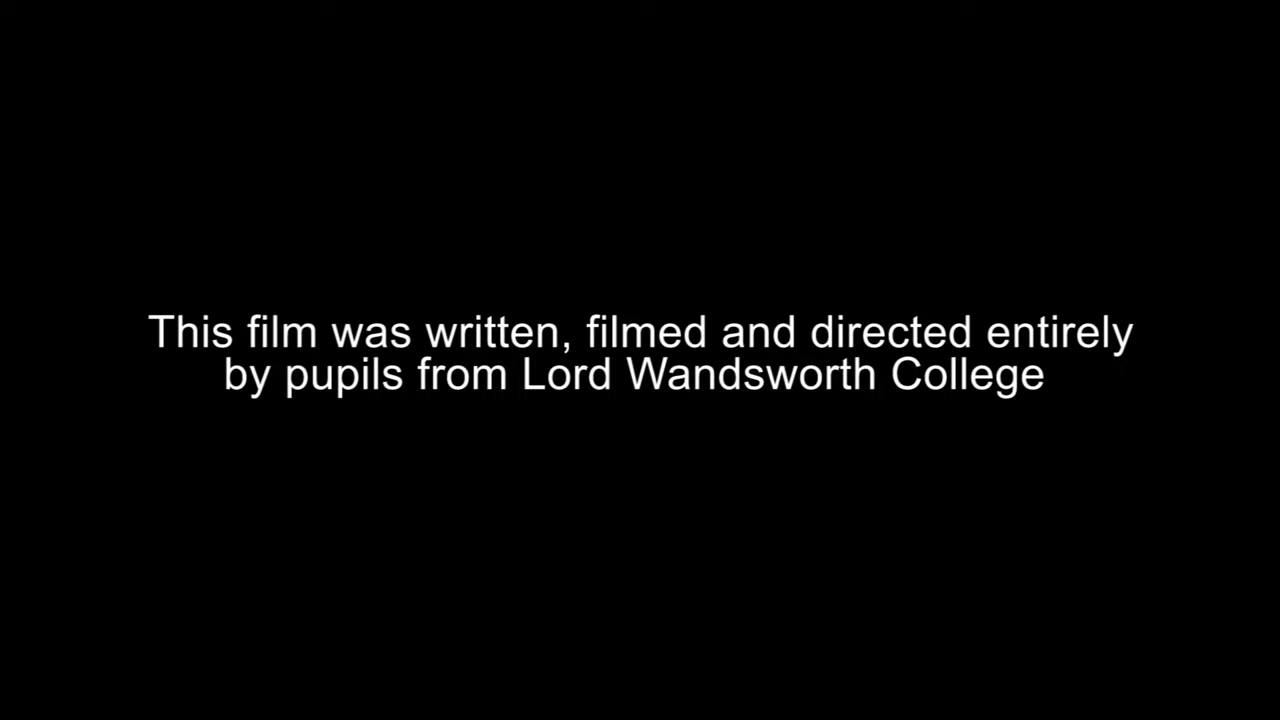 This film was written, filmed and directed entirely
by pupils from Lord Wandsworth College